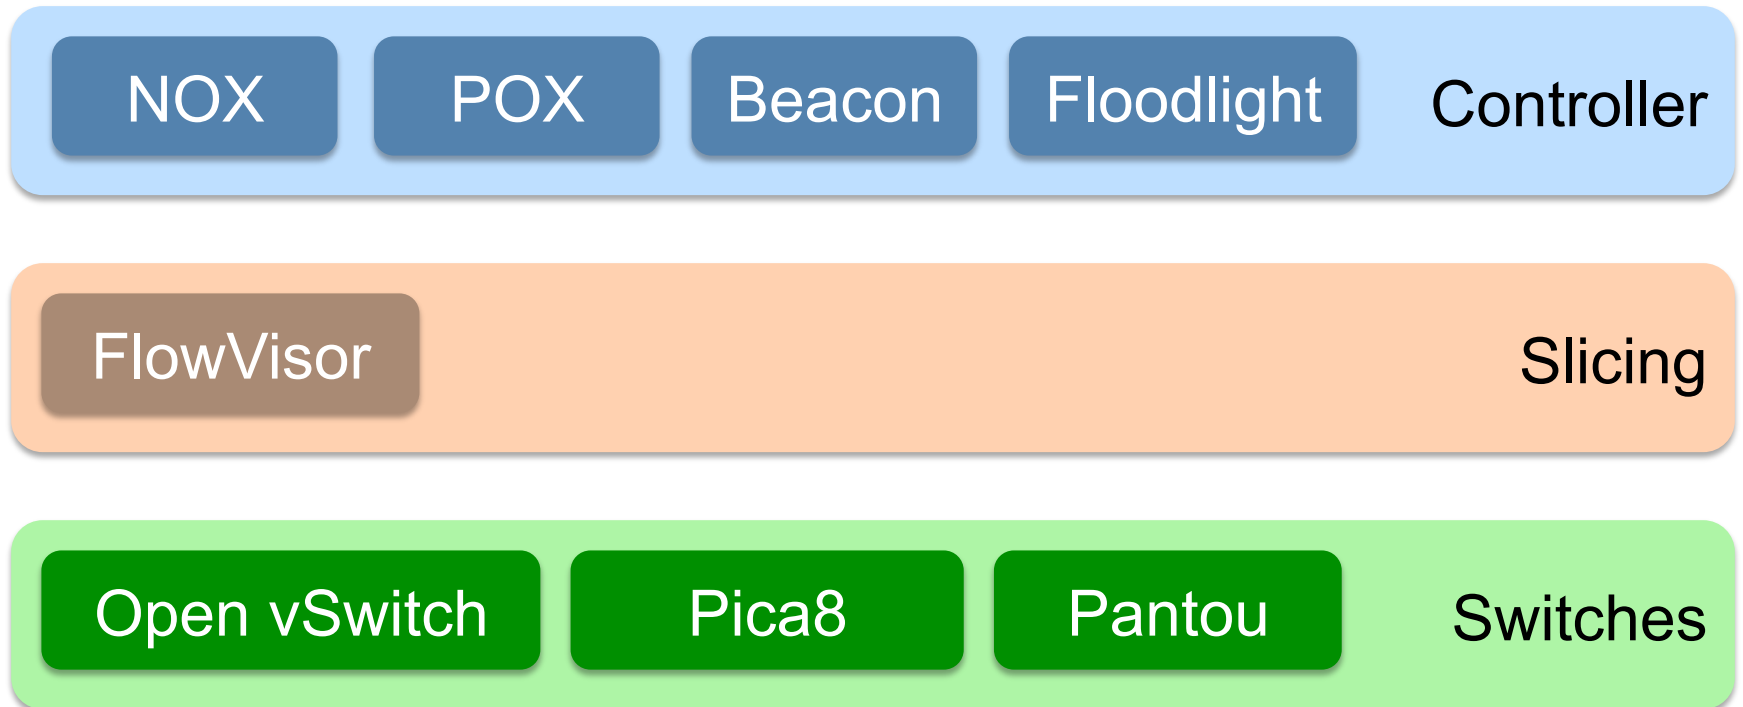 NOX POX Beacon Floodlight Controller
FlowVisor Slicing
Open vSwitch Pica8 Pantou Switches